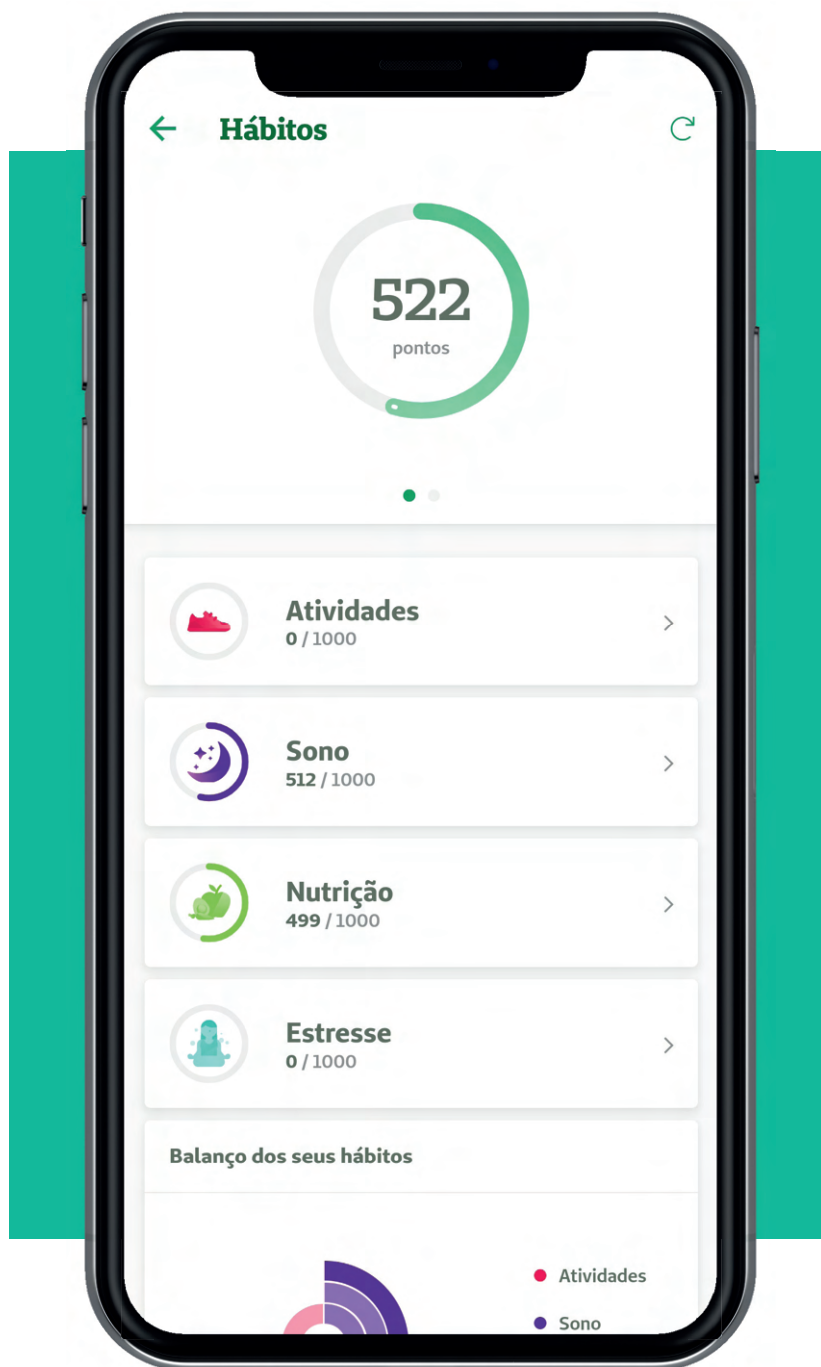 Hábitos
522
pontos
Atividades
0 / 1000
Sono
512 / 1000
Nutrição
499 / 1000
Estresse
0 / 1000
Balanço dos seus hábitos
Atividades
Sono